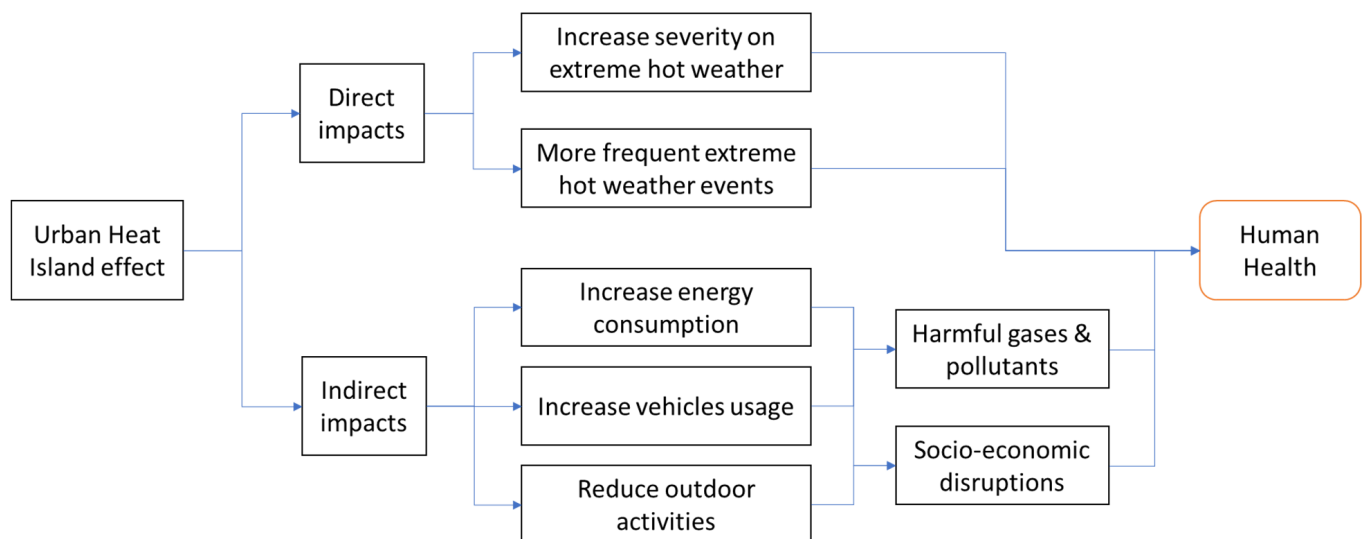 Urban Heat
Island effect
Direct
impacts
Indirect
impacts
Increase severity on
extreme hot weather
More frequent extreme
hot weather events
Increase energy
consumption
Increase vehicles usage
Reduce outdoor
activities
Harmful gases &
pollutants
Socio-economic
disruptions
Human
Health